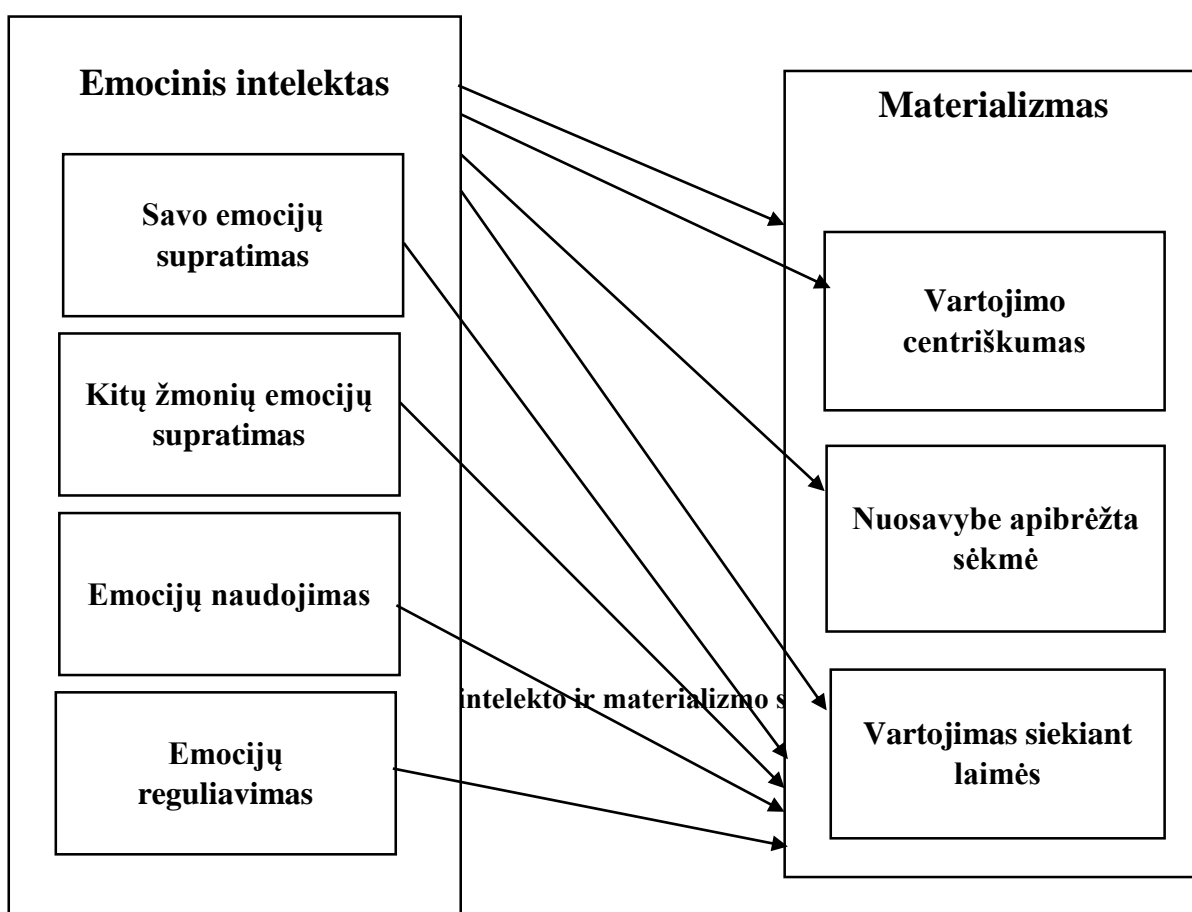 Emocinis intelektas
Savo emocijų
supratimas
Kitų žmonių emocijų
supratimas
Emocijų naudojimas
Emocijų
reguliavimas
intelekto ir materializmo s
Materializmas
Vartojimo
centriškumas
Nuosavybe apibrėžta
sėkmė
Vartojimas siekiant
laimės